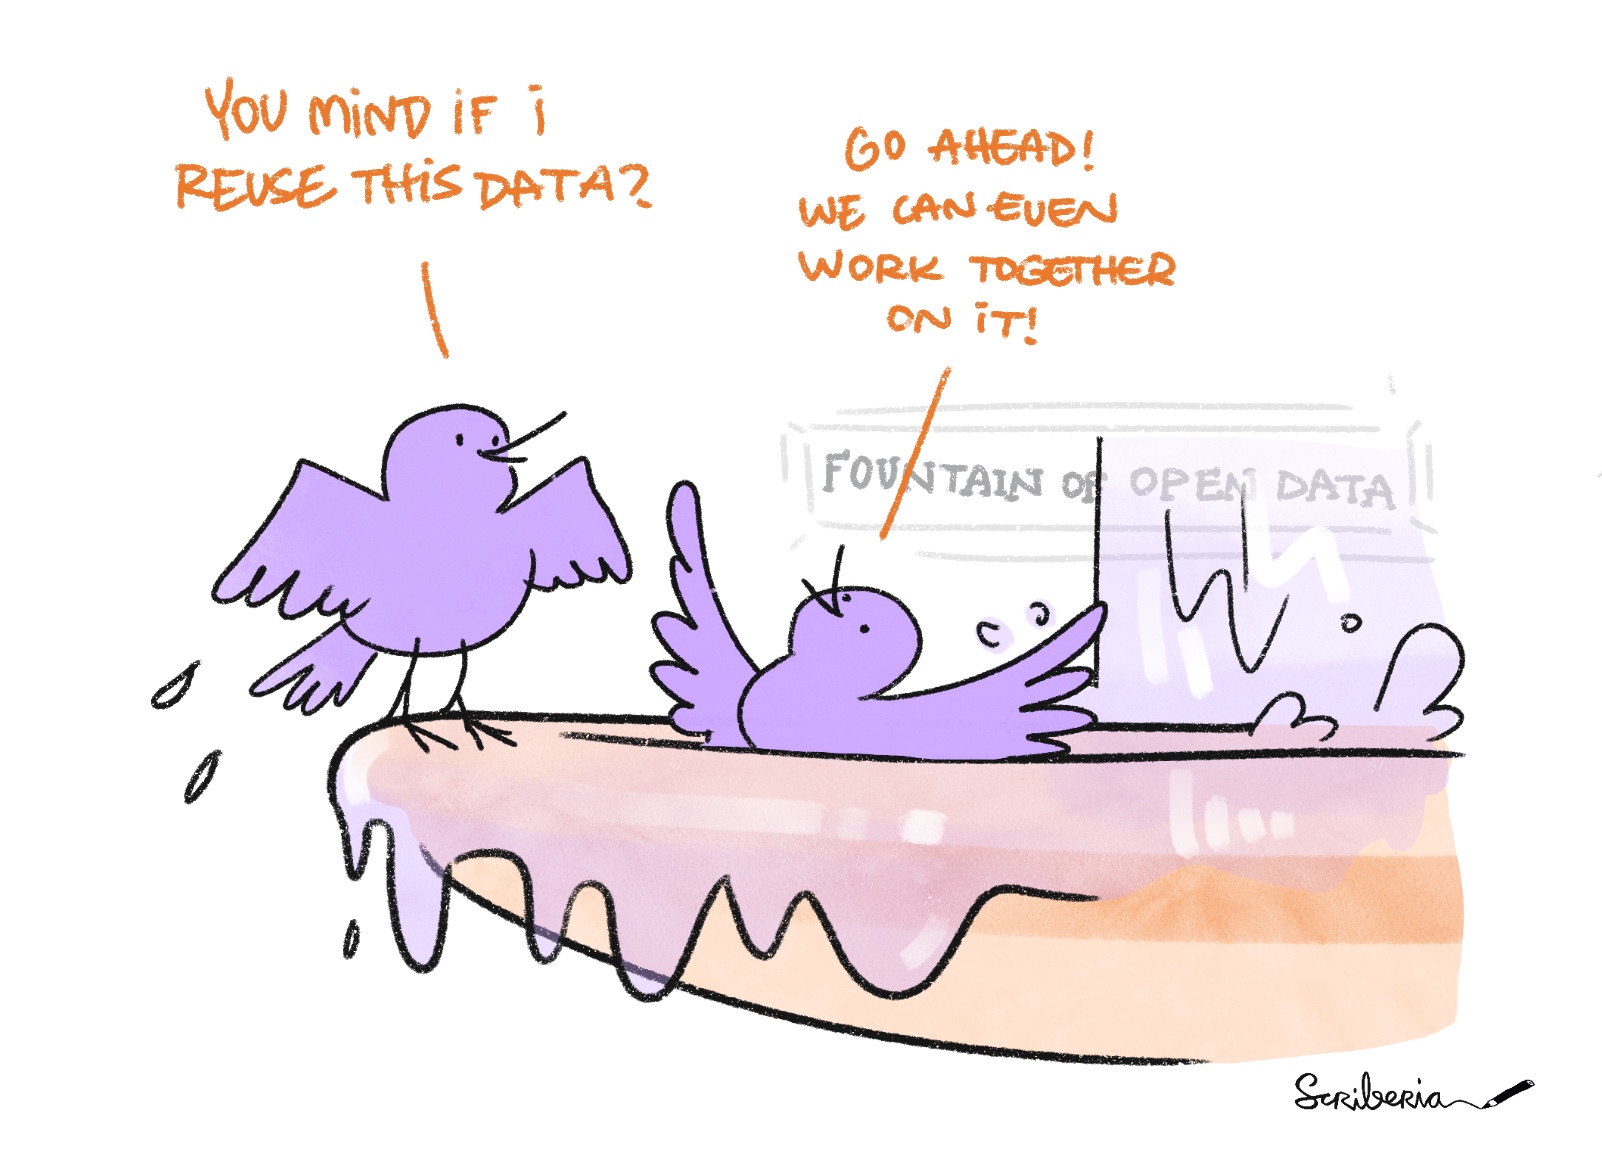 YOU MIND IF I
REUSE THIS DATA?
GO AHEAD!
WE CAN EVEN
WORK TOGETHER
ON IT!
FOUNTAIN OF OPEN DATA
Scriberia